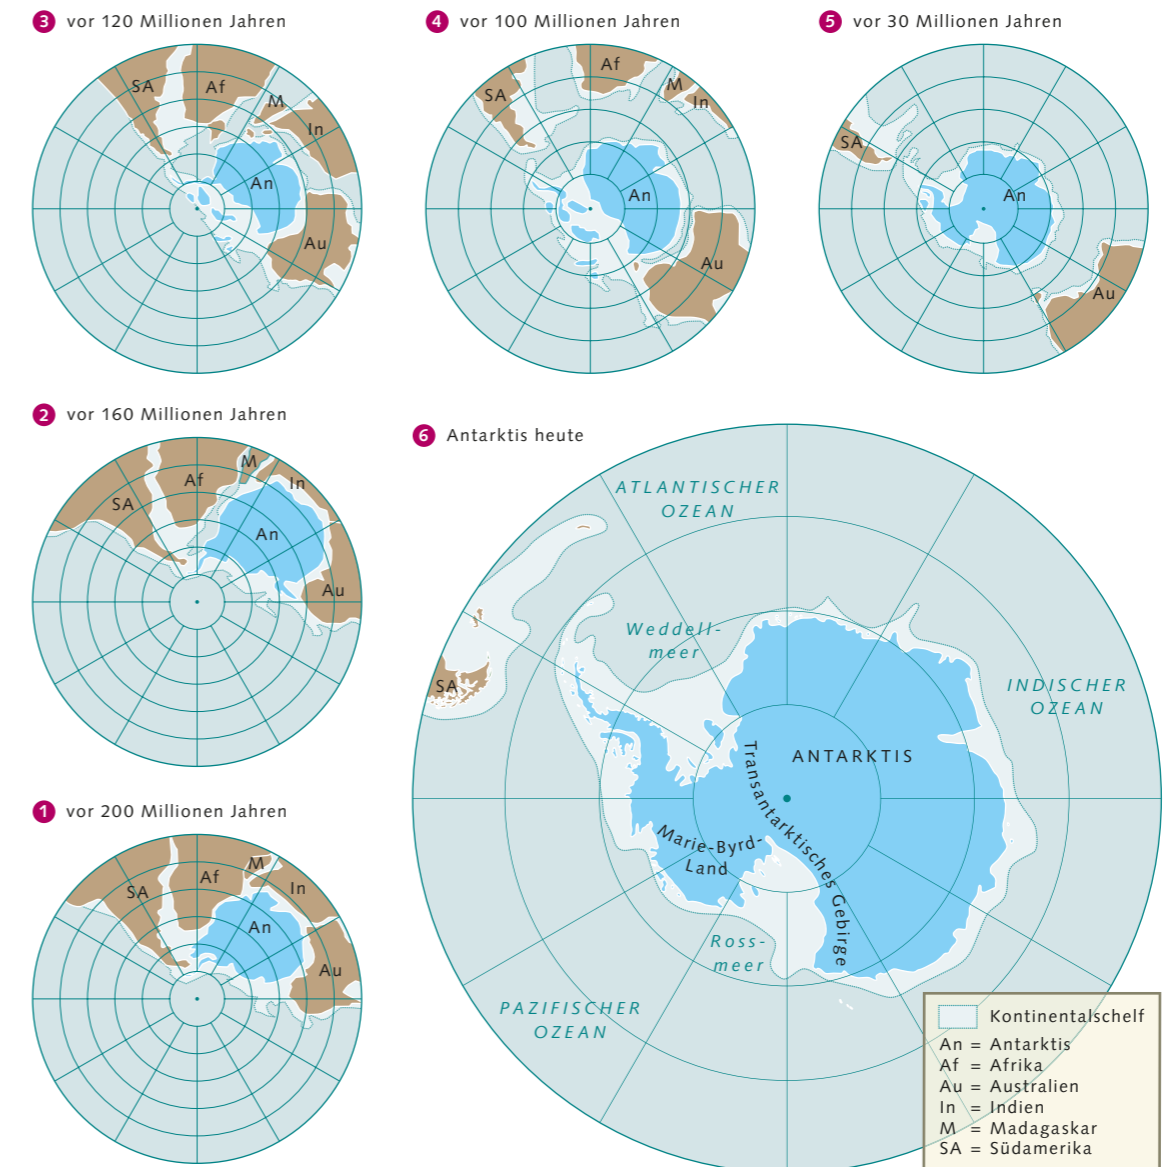 3 vor 120 Millionen Jahren
SA
Af
M
In
An
Au
4 vor 100 Millionen Jahren
SA
Af
M
In
An
Au
5 vor 30 Millionen Jahren
SA
An
Au
2 vor 160 Millionen Jahren
SA
Af
M
In
An
Au
6 Antarktis heute
ATLANTISCHER
OZEAN
Weddell-
meer
SA
INDISCHER
OZEAN
ANTARKTIS
Transantarktisches Gebirge
Marie-Byrd-
Land
Ross-
meer
PAZIFISCHER
OZEAN
1 vor 200 Millionen Jahren
SA
Af
M
In
An
Au
Kontinentalschelf
An = Antarktis
Af = Afrika
Au = Australien
In = Indien
M = Madagaskar
SA = Südamerika